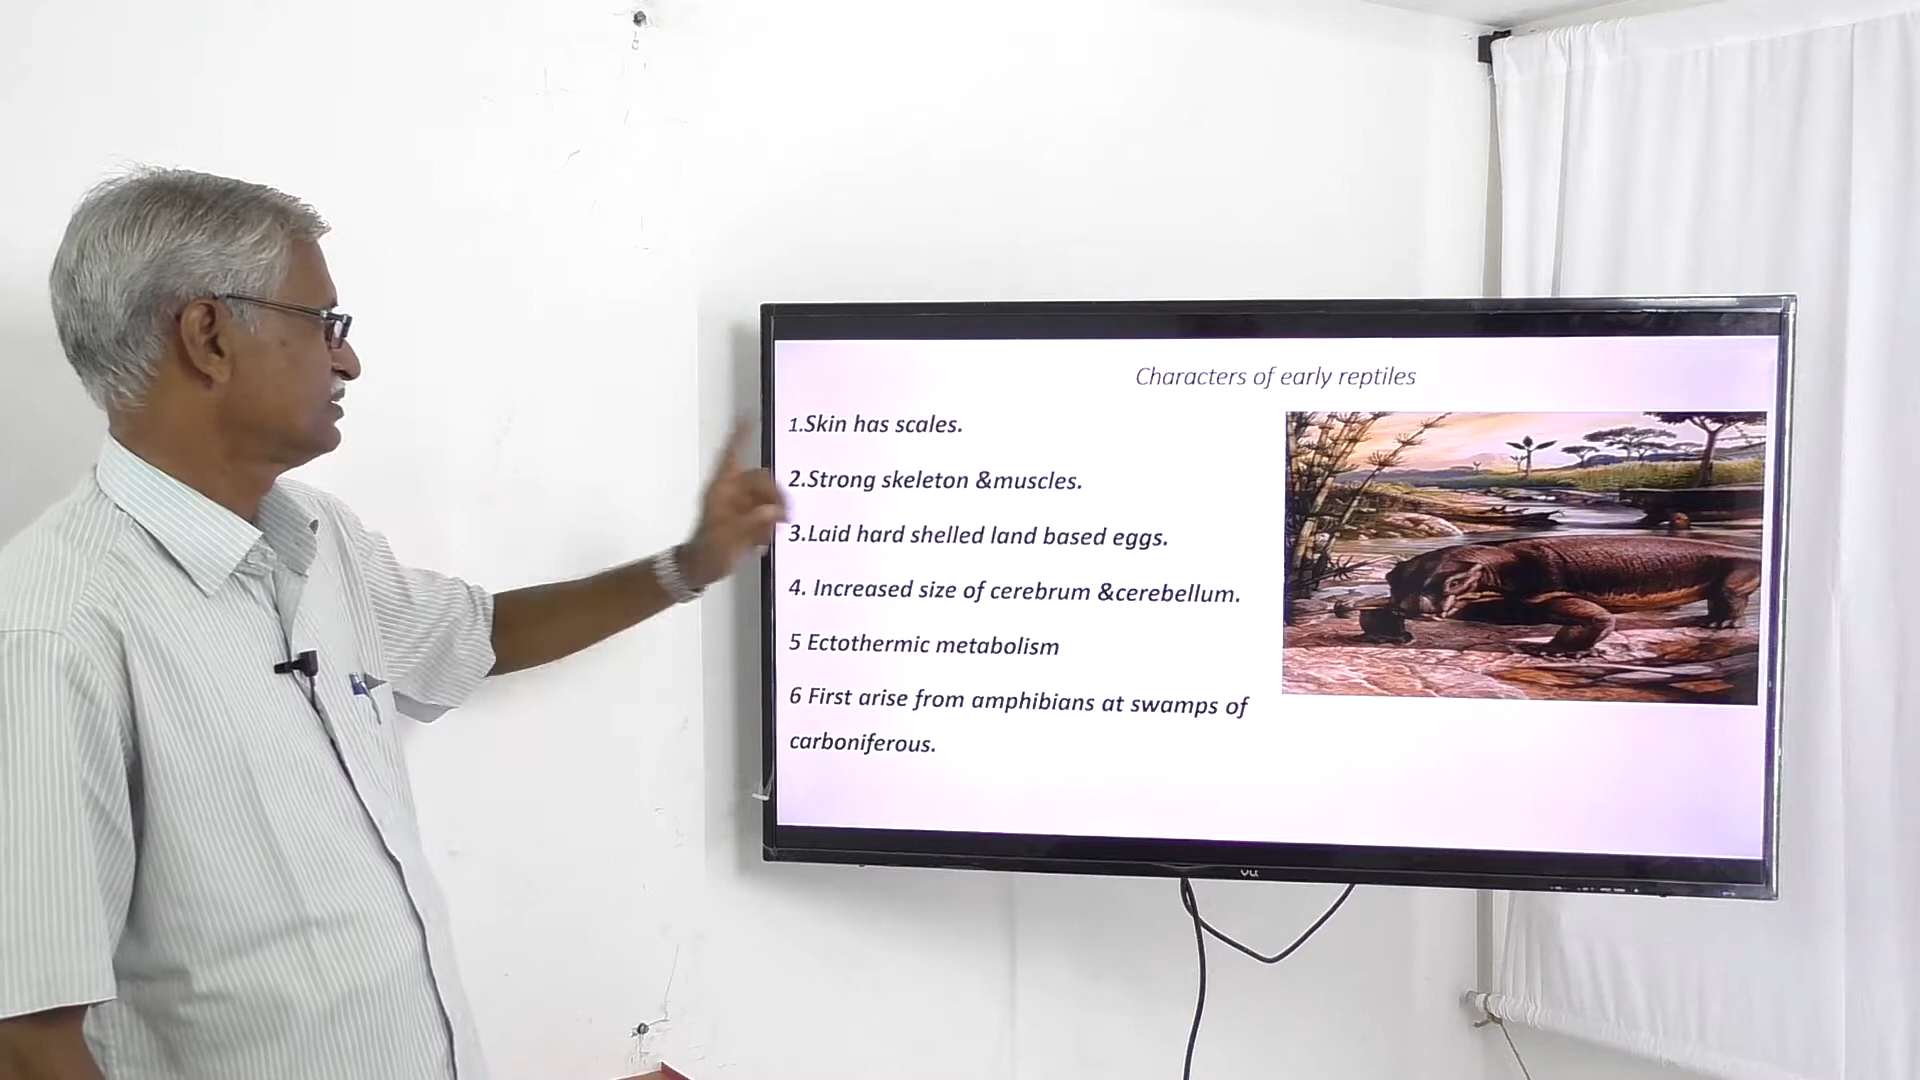 Characters of early reptiles
1.Skin has scales.
2.Strong skeleton &muscles.
3.Laid hard shelled land based eggs.
4. Increased size of cerebrum &cerebellum.
5 Ectothermic metabolism
6 First arise from amphibians at swamps of
carboniferous.